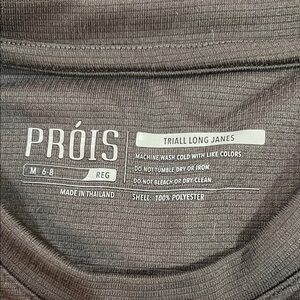 PRÓIS
M 6-8 REG
MADE IN THAILAND
TRIALL LONG JANES
MACHINE WASH COLD WITH LIKE COLORS
DO NOT TUMBLE DRY OR IRON
DO NOT BLEACH OR DRY CLEAN
SHELL: 100% POLYESTER